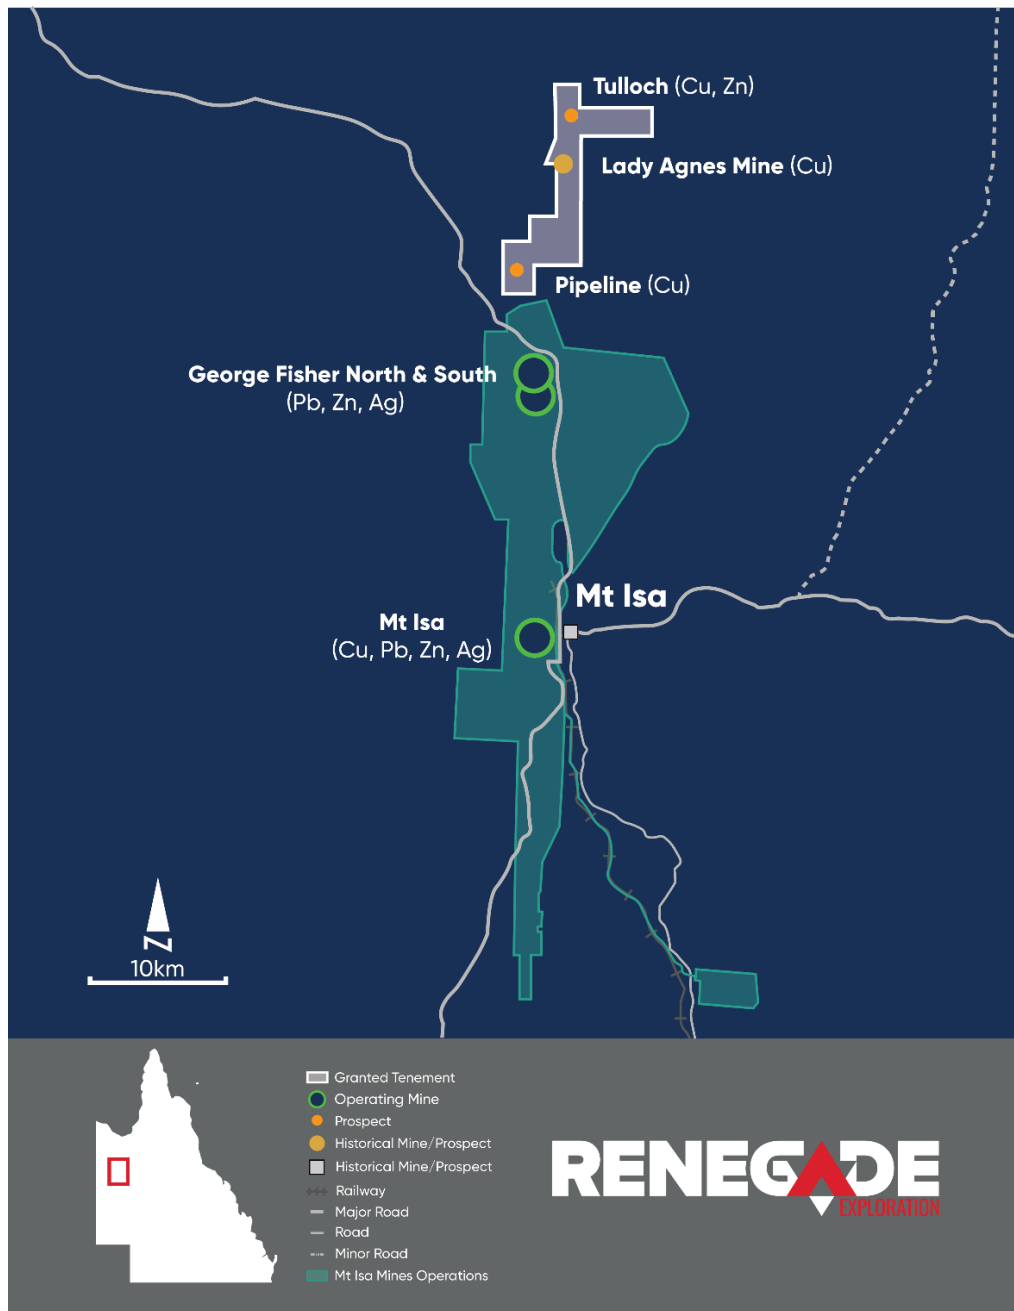 Tulloch (Cu, Zn)
Lady Agnes Mine (Cu)
Pipeline (Cu)
George Fisher North & South
(Pb, Zn, Ag)
Mt Isa
Mt Isa
(Cu, Pb, Zn, Ag)
N
10km
Granted Tenement
Operating Mine
Prospect
Historical Mine/Prospect
Historical Mine/Prospect
Railway
Major Road
Road
Minor Road
Mt Isa Mines Operations
RENEGADE
EXPLORATION